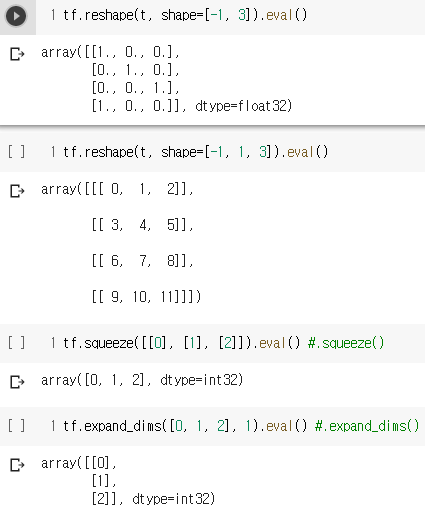 1 tf.reshape(t, shape=[-1, 3]).eval()
array([[1., 0., 0.],
[0., 1., 0.],
[0., 0., 1.],
[1., 0., 0.]], dtype=float32)
[ ] 1 tf.reshape(t, shape=[-1, 1, 3]).eval()
array([[[ 0, 1, 2]],
[[ 3, 4, 5]],
[[ 6, 7, 8]],
[[ 9, 10, 11]]])
[ ] 1 tf.squeeze([[0], [1], [2]]).eval() #.squeeze()
array([0, 1, 2], dtype=int32)
[ ] 1 tf.expand_dims([0, 1, 2], 1).eval() #.expand_dims()
array([[0],
[1],
[2]], dtype=int32)